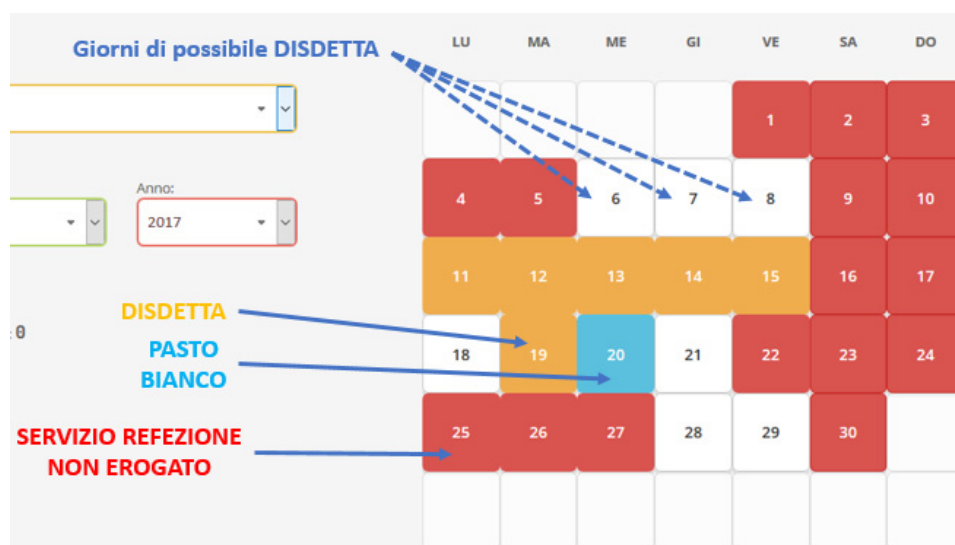 Giorni di possibile DISDETTA
LU MA ME GI VE SA DO
1 2 3
Anno:
2017
4 5 6 7 8 9 10
11 12 13 14 15 16 17
DISDETTA
: 0
PASTO
BIANCO
18 19 20 21 22 23 24
SERVIZIO REFEZIONE
NON EROGATO
25 26 27 28 29 30